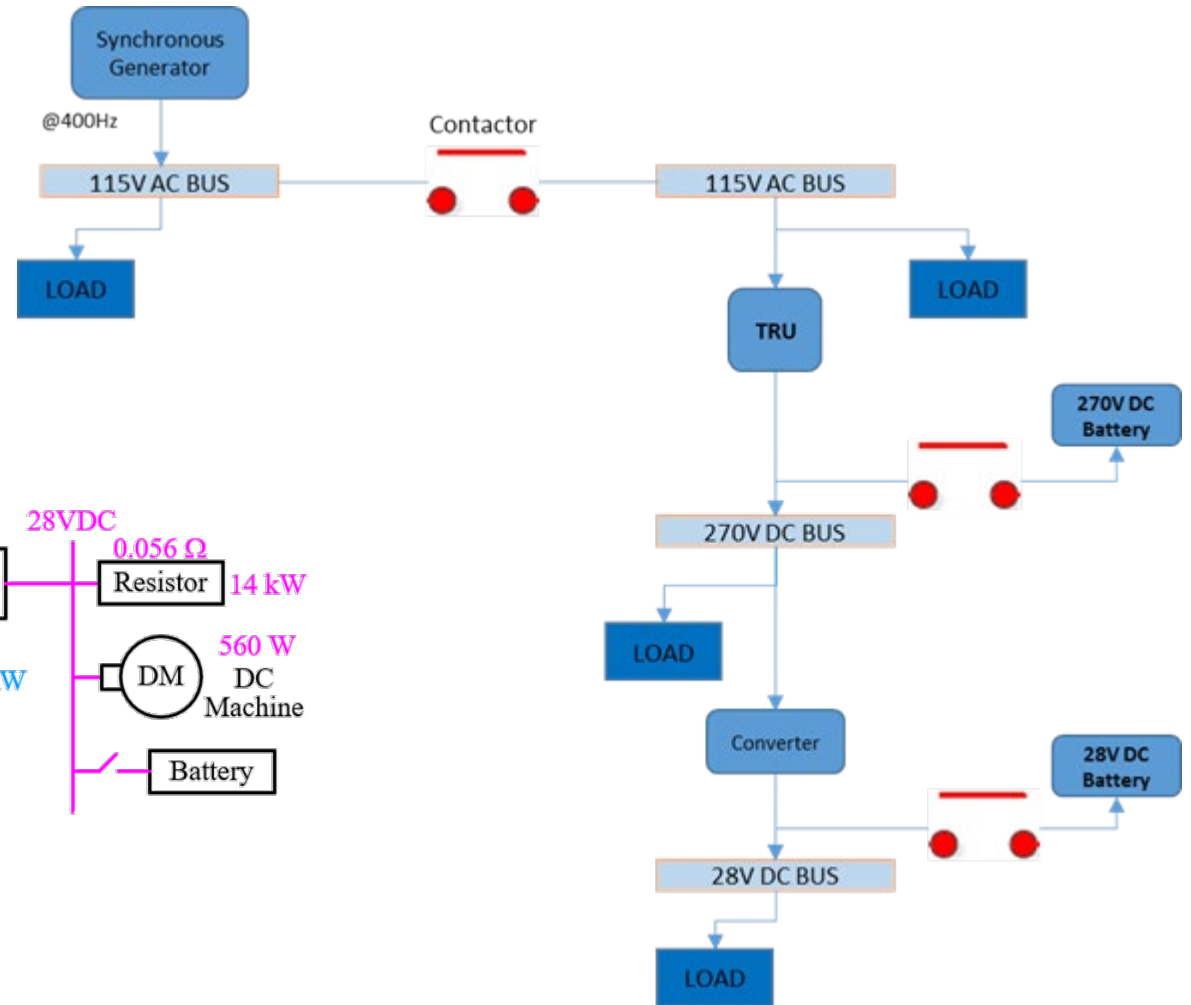 Synchronous
Generator
@400Hz
Contactor
115V AC BUS
115V AC BUS
LOAD
LOAD
TRU
270V DC
Battery
270V DC BUS
LOAD
Converter
28V DC
Battery
28V DC BUS
LOAD
28VDC
0.056 Ω
Resistor
14 kW
560 W
DM
DC
Machine
W
Battery